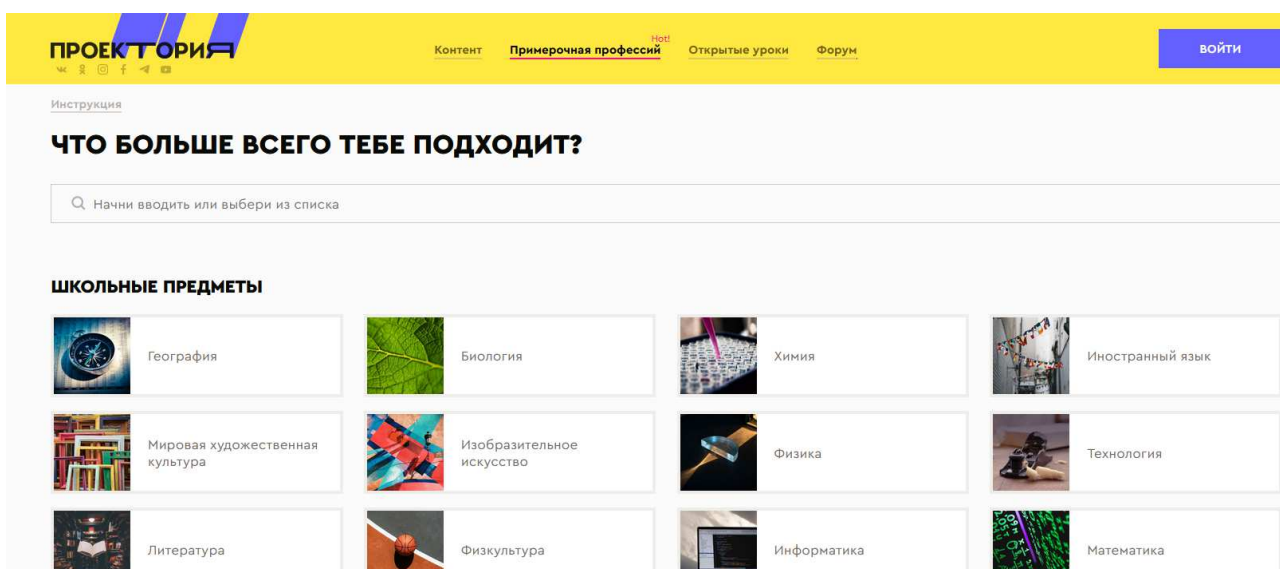 ПРОЕКТОРИЯ
Контент
Примерочная профессий
Hot!
Открытые уроки
Форум
ВОЙТИ
Инструкция
ЧТО БОЛЬШЕ ВСЕГО ТЕБЕ ПОДХОДИТ?
Начни вводить или выбери из списка
ШКОЛЬНЫЕ ПРЕДМЕТЫ
География
Биология
Химия
Иностранный язык
Мировая художественная
культура
Изобразительное
искусство
Физика
Технология
Литература
Физкультура
Информатика
Математика